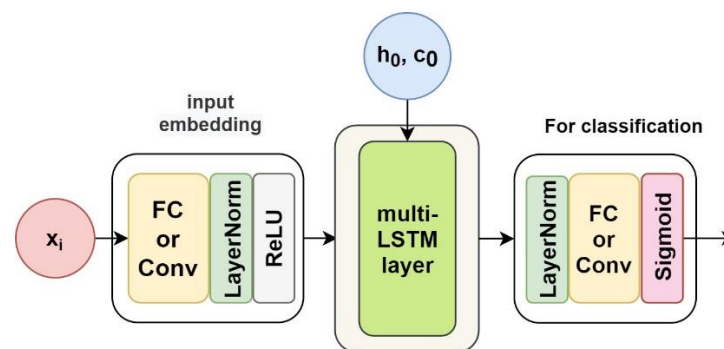 h₀, c₀
input
embedding
For classification
xᵢ
FC
or
Conv
LayerNorm
ReLU
multi-
LSTM
layer
LayerNorm
FC
or
Conv
Sigmoid